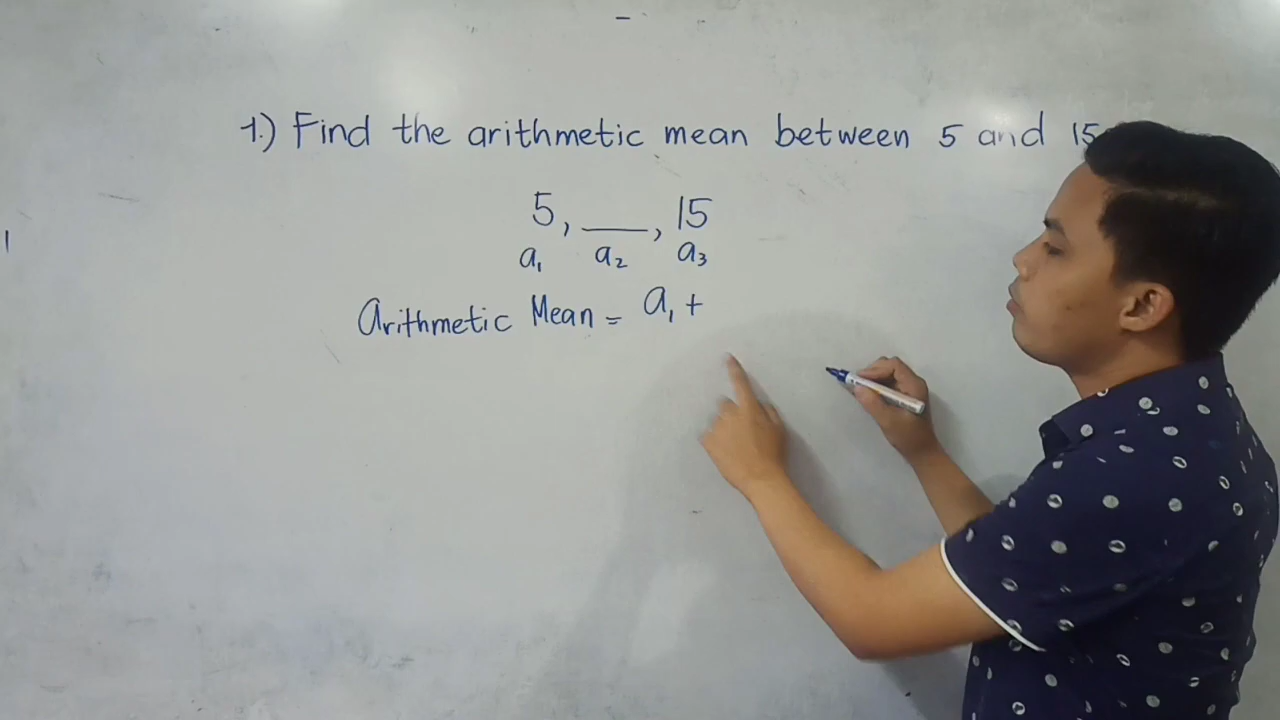 1.) Find the arithmetic mean between 5 and 15
5, ___, 15
a₁ a₂ a₃
Arithmetic Mean = a₁ +